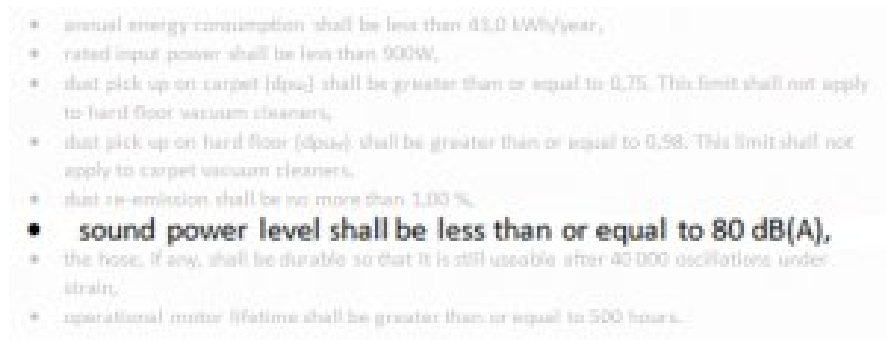 • annual energy consumption shall be less than 43,0 kWh/year,
• rated input power shall be less than 900W,
• dust pick up on carpet (dpuc) shall be greater than or equal to 0,75. This limit shall not apply
to hard floor vacuum cleaners,
• dust pick up on hard floor (dpuhf) shall be greater than or equal to 0,98. This limit shall not
apply to carpet vacuum cleaners,
• dust re-emission shall be no more than 1,00 %,
• sound power level shall be less than or equal to 80 dB(A),
• the hose, if any, shall be durable so that it is still useable after 40 000 oscillations under
strain,
• operational motor lifetime shall be greater than or equal to 500 hours.